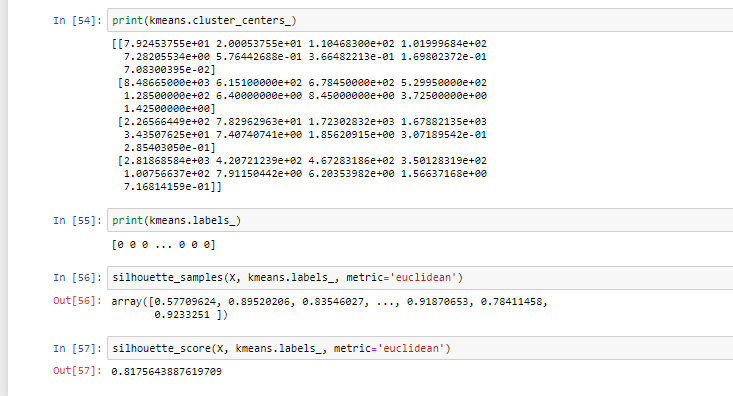 In [54]: print(kmeans.cluster_centers_)
[[7.92453755e+01 2.00053755e+01 1.10468300e+02 1.01999684e+02
7.28205534e+00 5.76442688e-01 3.66482213e-01 1.69802372e-01
7.08300395e-02]
[8.48665000e+03 6.15100000e+02 6.78450000e+02 5.29950000e+02
1.28500000e+02 6.40000000e+00 8.45000000e+00 3.72500000e+00
1.42500000e+00]
[2.26566449e+02 7.82962963e+01 1.72302832e+03 1.67882135e+03
3.43507625e+01 7.40740741e+00 1.85620915e+00 3.07189542e-01
2.85403050e-01]
[2.81868584e+03 4.20721239e+02 4.67283186e+02 3.50128319e+02
1.00756637e+02 7.91150442e+00 6.20353982e+00 1.56637168e+00
7.16814159e-01]]
In [55]: print(kmeans.labels_)
[0 0 0 ... 0 0 0]
In [56]: silhouette_samples(X, kmeans.labels_, metric='euclidean')
Out[56]: array([0.57709624, 0.89520206, 0.83546027, ..., 0.91870653, 0.78411458,
0.9233251 ])
In [57]: silhouette_score(X, kmeans.labels_, metric='euclidean')
Out[57]: 0.8175643887619709